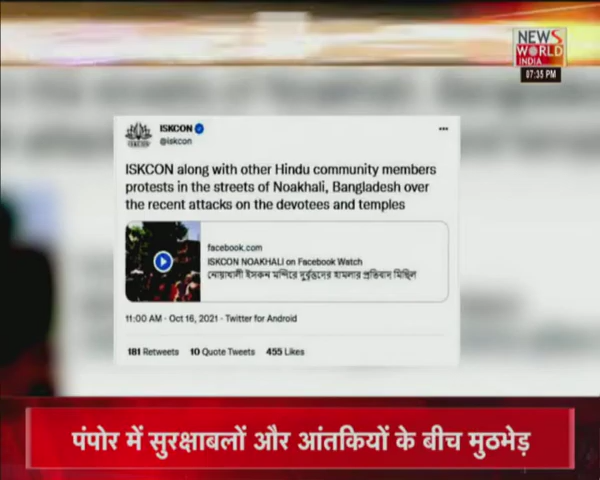 NEWS
WORLD
INDIA
07:35 PM
ISKCON
@iskcon
ISKCON along with other Hindu community members
protests in the streets of Noakhali, Bangladesh over
the recent attacks on the devotees and temples
facebook.com
ISKCON NOAKHALI on Facebook Watch
নোয়াখালী ইসকন মন্দিরে দুর্বৃত্তদের হামলার প্রতিবাদ মিছিল
11:00 AM · Oct 16, 2021 · Twitter for Android
181 Retweets 10 Quote Tweets 455 Likes
पंपोर में सुरक्षाबलों और आंतकियों के बीच मुठभेड़